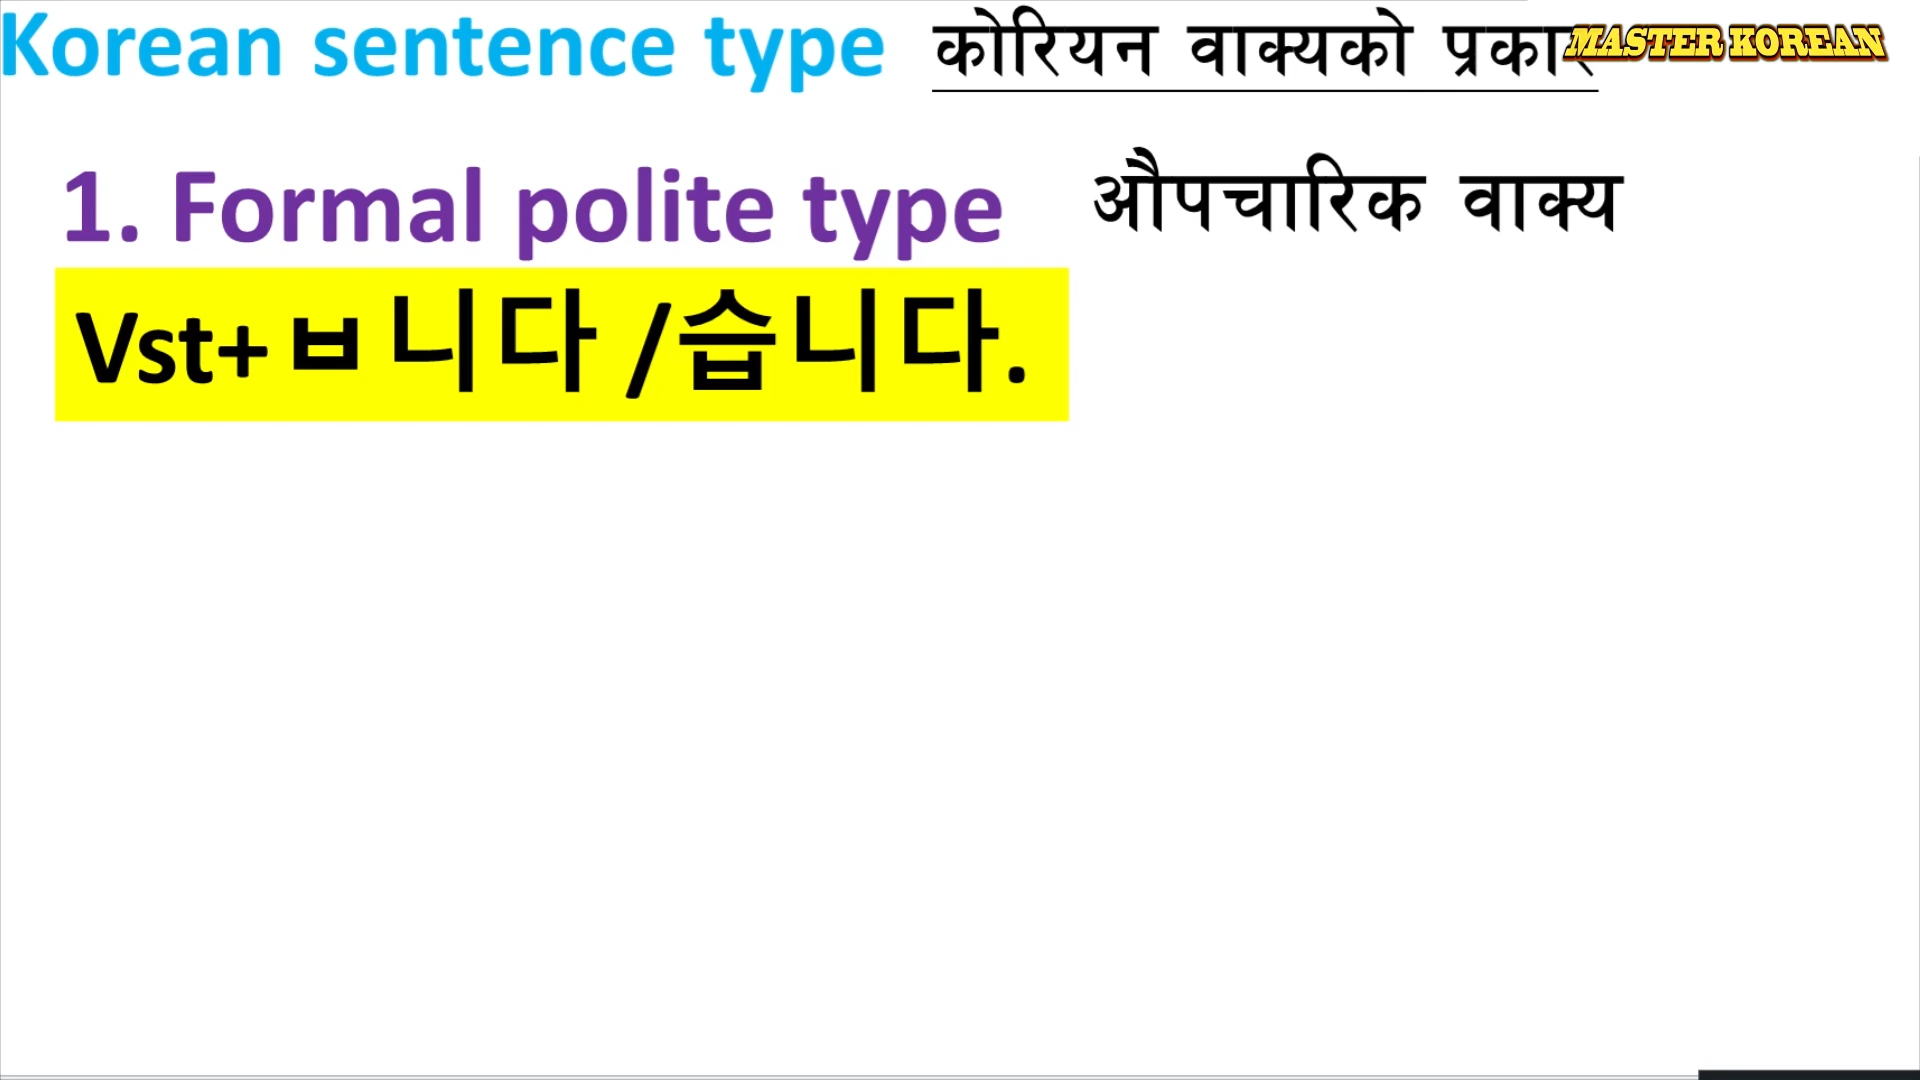 Korean sentence type कोरियन वाक्यको प्रकार MASTER KOREAN
1. Formal polite type औपचारिक वाक्य
Vst+ㅂ니다 /습니다.